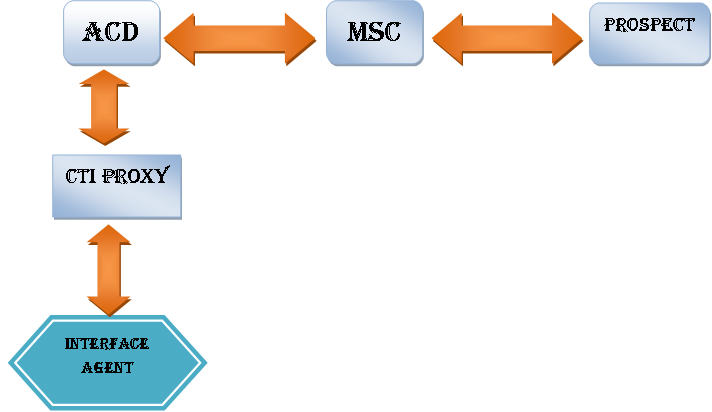 ACD
MSC
PROSPECT
CTI PROXY
INTERFACE
AGENT